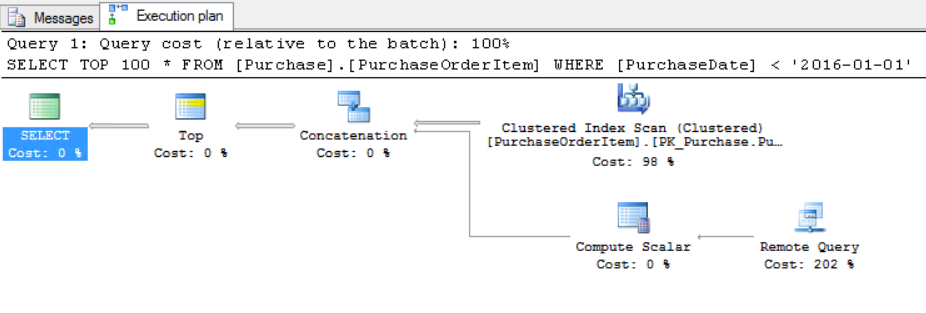 Messages
Execution plan
Query 1: Query cost (relative to the batch): 100%
SELECT TOP 100 * FROM [Purchase].[PurchaseOrderItem] WHERE [PurchaseDate] < '2016-01-01'
SELECT
Cost: 0 %
Top
Cost: 0 %
Concatenation
Cost: 0 %
Clustered Index Scan (Clustered)
[PurchaseOrderItem].[PK_Purchase.Pu…
Cost: 98 %
Compute Scalar
Cost: 0 %
Remote Query
Cost: 202 %